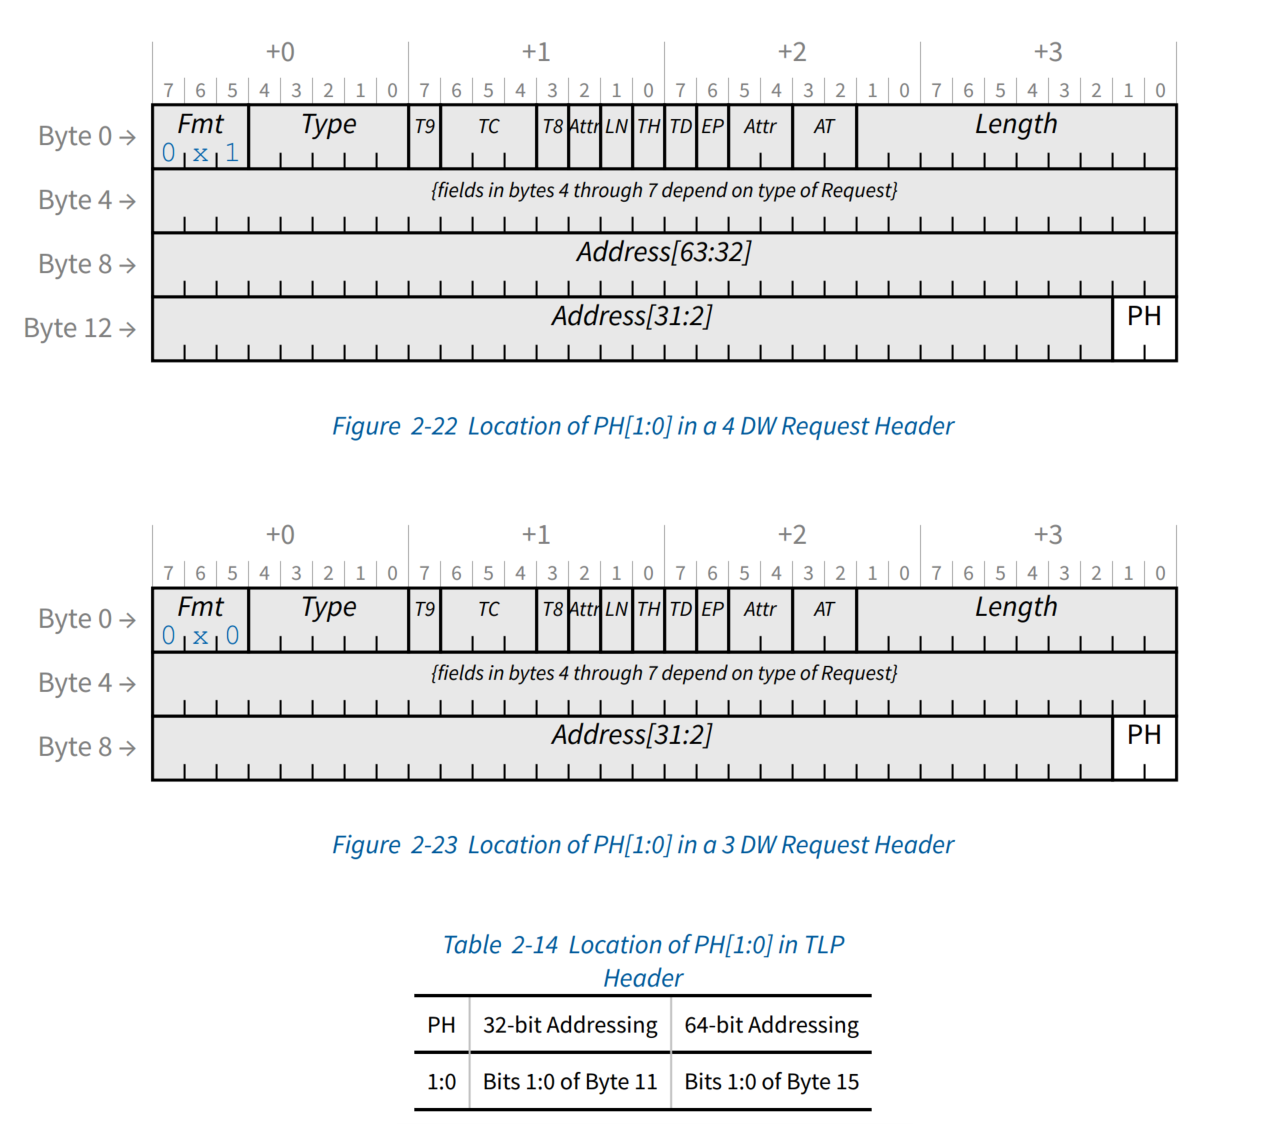 +0 +1 +2 +3
7 6 5 4 3 2 1 0 7 6 5 4 3 2 1 0 7 6 5 4 3 2 1 0 7 6 5 4 3 2 1 0
Byte 0 → Fmt Type T9 TC T8 Attr LN TH TD EP Attr AT Length
0 x 1
Byte 4 → {fields in bytes 4 through 7 depend on type of Request}
Byte 8 → Address[63:32]
Byte 12 → Address[31:2] PH
Figure 2-22 Location of PH[1:0] in a 4 DW Request Header
+0 +1 +2 +3
7 6 5 4 3 2 1 0 7 6 5 4 3 2 1 0 7 6 5 4 3 2 1 0 7 6 5 4 3 2 1 0
Byte 0 → Fmt Type T9 TC T8 Attr LN TH TD EP Attr AT Length
0 x 0
Byte 4 → {fields in bytes 4 through 7 depend on type of Request}
Byte 8 → Address[31:2] PH
Figure 2-23 Location of PH[1:0] in a 3 DW Request Header
Table 2-14 Location of PH[1:0] in TLP
Header
PH 32-bit Addressing 64-bit Addressing
1:0 Bits 1:0 of Byte 11 Bits 1:0 of Byte 15